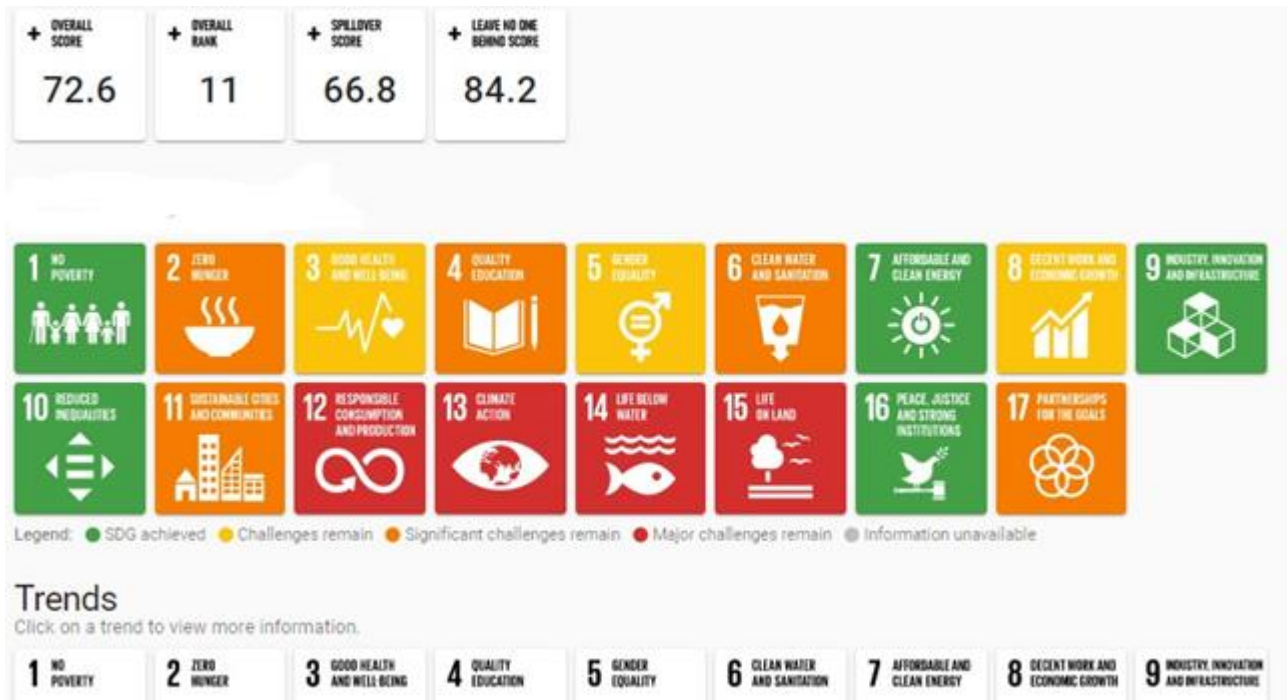 + OVERALL SCORE
72.6
+ OVERALL RANK
11
+ SPILLOVER SCORE
66.8
+ LEAVE NO ONE BEHIND SCORE
84.2
1 NO POVERTY
2 ZERO HUNGER
3 GOOD HEALTH AND WELL-BEING
4 QUALITY EDUCATION
5 GENDER EQUALITY
6 CLEAN WATER AND SANITATION
7 AFFORDABLE AND CLEAN ENERGY
8 DECENT WORK AND ECONOMIC GROWTH
9 INDUSTRY, INNOVATION AND INFRASTRUCTURE
10 REDUCED INEQUALITIES
11 SUSTAINABLE CITIES AND COMMUNITIES
12 RESPONSIBLE CONSUMPTION AND PRODUCTION
13 CLIMATE ACTION
14 LIFE BELOW WATER
15 LIFE ON LAND
16 PEACE, JUSTICE AND STRONG INSTITUTIONS
17 PARTNERSHIPS FOR THE GOALS
Legend: SDG achieved Challenges remain Significant challenges remain Major challenges remain Information unavailable
Trends
Click on a trend to view more information.
1 NO POVERTY
2 ZERO HUNGER
3 GOOD HEALTH AND WELL-BEING
4 QUALITY EDUCATION
5 GENDER EQUALITY
6 CLEAN WATER AND SANITATION
7 AFFORDABLE AND CLEAN ENERGY
8 DECENT WORK AND ECONOMIC GROWTH
9 INDUSTRY, INNOVATION AND INFRASTRUCTURE